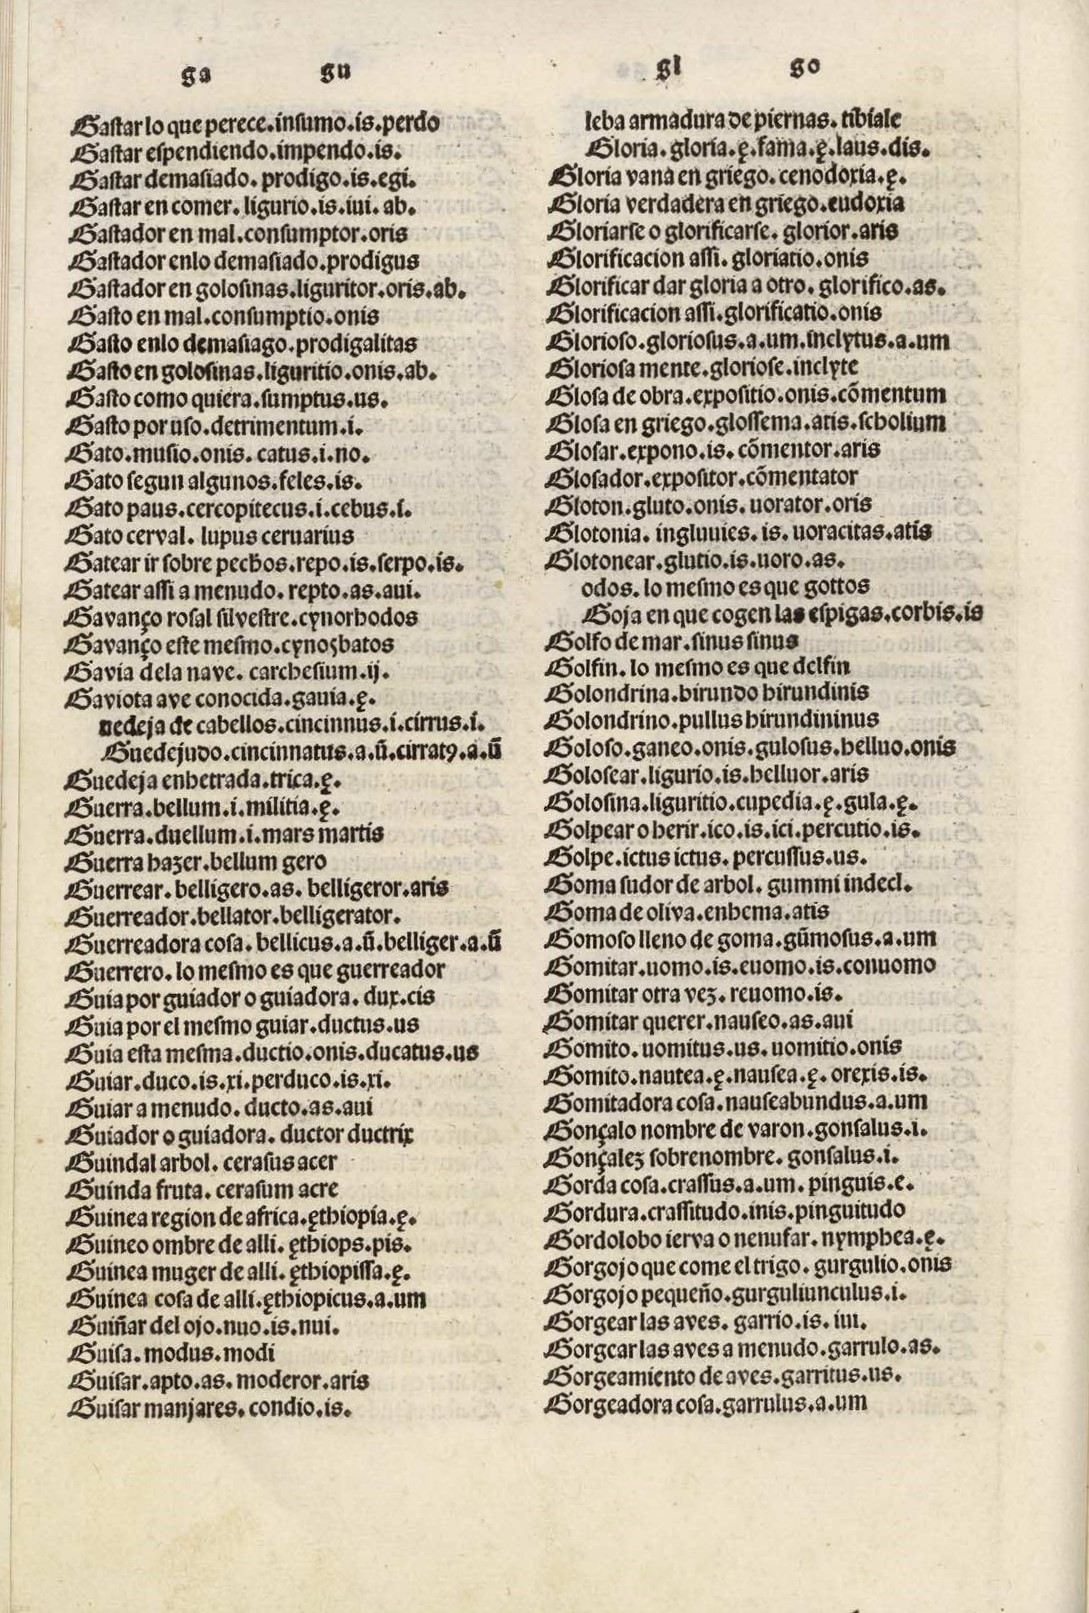 ga gu
Gastar lo que perece.insumo.is.perdo
Gastar espendiendo.impendo.is.
Gastar demasiado.prodigo.is.egi.
Gastar en comer.ligurio.is.iui.ab.
Gastador en mal.consumptor.oris
Gastador enlo demasiado.prodigus
Gastador en golosinas.liguritor.oris.ab.
Gasto en mal.consumptio.onis
Gasto enlo demasiago.prodigalitas
Gasto en golosinas.liguritio.onis.ab.
Gasto como quiera.sumptus.us.
Gasto por uso.detrimentum.i.
Gato.musio.onis.catus.i.no.
Gato segun algunos.feles.is.
Gato paus.cercopitecus.i.cebus.i.
Gato cerval.lupus ceruarius
Gatear ir sobre pechos.repo.is.serpo.is.
Gatear assi a menudo.repto.as.aui.
Gavanço rosal silvestre.cynorhodos
Gavanço este mesmo.cynosbatos
Gavia dela nave.carchesium.ij.
Gaviota ave conocida.gauia.ę.
uedeja de cabellos.cincinnus.i.cirrus.i.
Guedejudo.cincinnatus.a.ū.cirratꝰ.a.ū
Guedeja enhetrada.trica.ę.
Guerra.bellum.i.militia.ę.
Guerra.duellum.i.mars martis
Guerra hazer.bellum gero
Guerrear.belligero.as.belligeror.aris
Guerreador.bellator.belligerator.
Guerreadora cosa.bellicus.a.ū.belliger.a.ū
Guerrero.lo mesmo es que guerreador
Guia por guiador o guiadora.dux.cis
Guia por el mesmo guiar.ductus.us
Guia esta mesma.ductio.onis.ducatus.us
Guiar.duco.is.xi.perduco.is.xi.
Guiar a menudo.ducto.as.aui
Guiador o guiadora.ductor ductrix
Guindal arbol.cerasus acer
Guinda fruta.cerasum acre
Guinea region de africa.ęthiopia.ę.
Guineo ombre de alli.ęthiops.pis.
Guinea muger de alli.ęthiopissa.ę.
Guinea cosa de alli.ęthiopicus.a.um
Guiñar del ojo.nuo.is.nui.
Guisa.modus.modi
Guisar.apto.as.moderor.aris
Guisar manjares.condio.is.
gl go
leba armadura de piernas.tibiale
Gloria.gloria.ę.fama.ę.laus.dis.
Gloria vana en griego.cenodoxia.ę.
Gloria verdadera en griego.eudoxia
Gloriarse o glorificarse.glorior.aris
Glorificacion assi.gloriatio.onis
Glorificar dar gloria a otro.glorifico.as.
Glorificacion assi.glorificatio.onis
Glorioso.gloriosus.a.um.inclytus.a.um
Gloriosa mente.gloriose.inclyte
Glosa de obra.expositio.onis.cōmentum
Glosa en griego.glossema.atis.scholium
Glosar.expono.is.cōmentor.aris
Glosador.expositor.cōmentator
Gloton.gluto.onis.uorator.oris
Glotonia.ingluuies.is.uoracitas.atis
Glotonear.glutio.is.uoro.as.
odos.lo mesmo es que gottos
Goja en que cogen las espigas.corbis.is
Golfo de mar.sinus sinus
Golfin.lo mesmo es que delfin
Golondrina.hirundo hirundinis
Golondrino.pullus hirundininus
Goloso.ganeo.onis.gulosus.helluo.onis
Golosear.ligurio.is.helluor.aris
Golosina.liguritio.cupedia.ę.gula.ę.
Golpear o herir.ico.is.ici.percutio.is.
Golpe.ictus ictus.percussus.us.
Goma sudor de arbol.gummi indecl.
Goma de oliva.enhema.atis
Gomoso lleno de goma.gūmosus.a.um
Gomitar.uomo.is.euomo.is.conuomo
Gomitar otra vez.reuomo.is.
Gomitar querer.nauseo.as.aui
Gomito.uomitus.us.uomitio.onis
Gomito.nautea.ę.nausea.ę.orexis.is.
Gomitadora cosa.nauseabundus.a.um
Gonçalo nombre de varon.gonsalus.i.
Gonçalez sobrenombre.gonsalus.i.
Gorda cosa.crassus.a.um.pinguis.e.
Gordura.crassitudo.inis.pinguitudo
Gordolobo ierva o nenufar.nymphea.ę.
Gorgojo que come el trigo.gurgulio.onis
Gorgojo pequeño.gurguliunculus.i.
Gorgear las aves.garrio.is.iui.
Gorgear las aves a menudo.garrulo.as.
Gorgeamiento de aves.garritus.us.
Gorgeadora cosa.garrulus.a.um